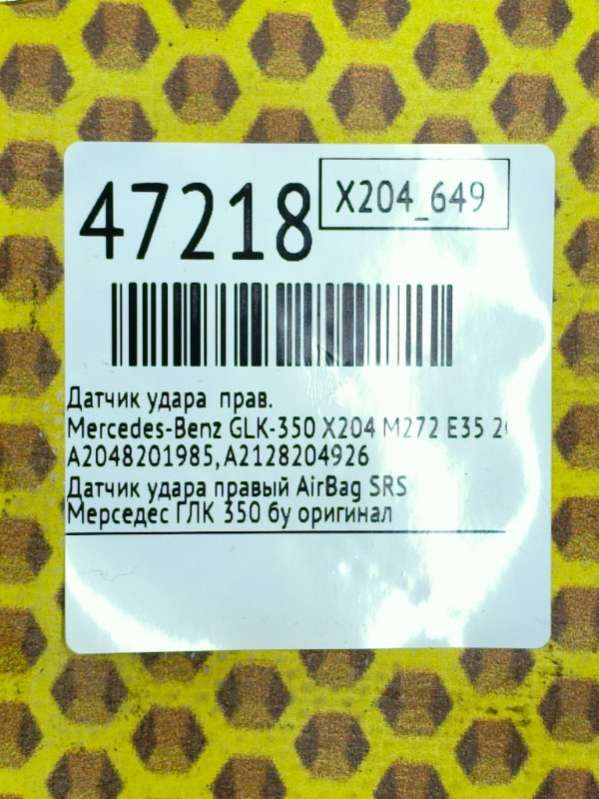 47218
X204_649
Датчик удара прав.
Mercedes-Benz GLK-350 X204 M272 E35
A2048201985, A2128204926
Датчик удара правый AirBag SRS
Мерседес ГЛК 350 бу оригинал